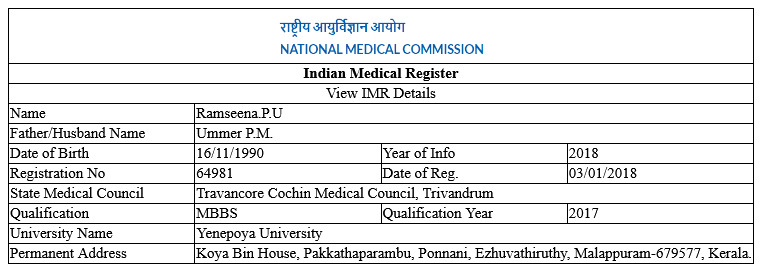 राष्ट्रीय आयुर्विज्ञान आयोग
NATIONAL MEDICAL COMMISSION
Indian Medical Register
View IMR Details
Name Ramseena.P.U
Father/Husband Name Ummer P.M.
Date of Birth 16/11/1990 Year of Info 2018
Registration No 64981 Date of Reg. 03/01/2018
State Medical Council Travancore Cochin Medical Council, Trivandrum
Qualification MBBS Qualification Year 2017
University Name Yenepoya University
Permanent Address Koya Bin House, Pakkathaparambu, Ponnani, Ezhuvathiruthy, Malappuram-679577, Kerala.